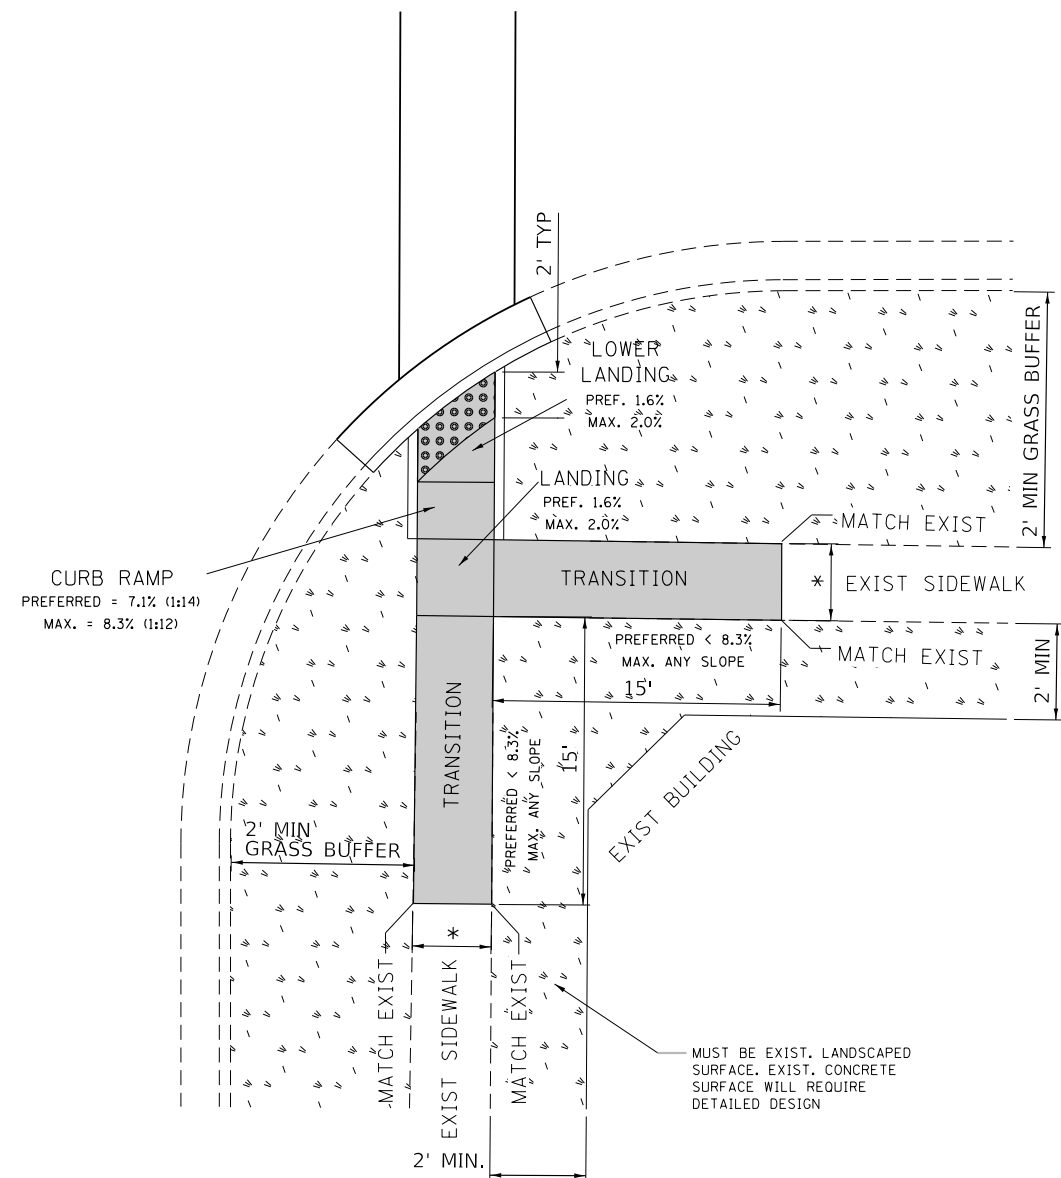 2' TYP
LOWER
LANDING
PREF. 1.6%
MAX. 2.0%
2' MIN GRASS BUFFER
LANDING
PREF. 1.6%
MAX. 2.0%
MATCH EXIST
CURB RAMP
PREFERRED = 7.1% (1:14)
MAX. = 8.3% (1:12)
TRANSITION
* EXIST SIDEWALK
PREFERRED < 8.3%
MAX. ANY SLOPE
MATCH EXIST
15'
2' MIN
TRANSITION
PREFERRED < 8.3%
MAX. ANY SLOPE
15'
EXIST BUILDING
2' MIN
GRASS BUFFER
*
MATCH EXIST
EXIST SIDEWALK
MATCH EXIST
MUST BE EXIST. LANDSCAPED
SURFACE. EXIST. CONCRETE
SURFACE WILL REQUIRE
DETAILED DESIGN
2' MIN.